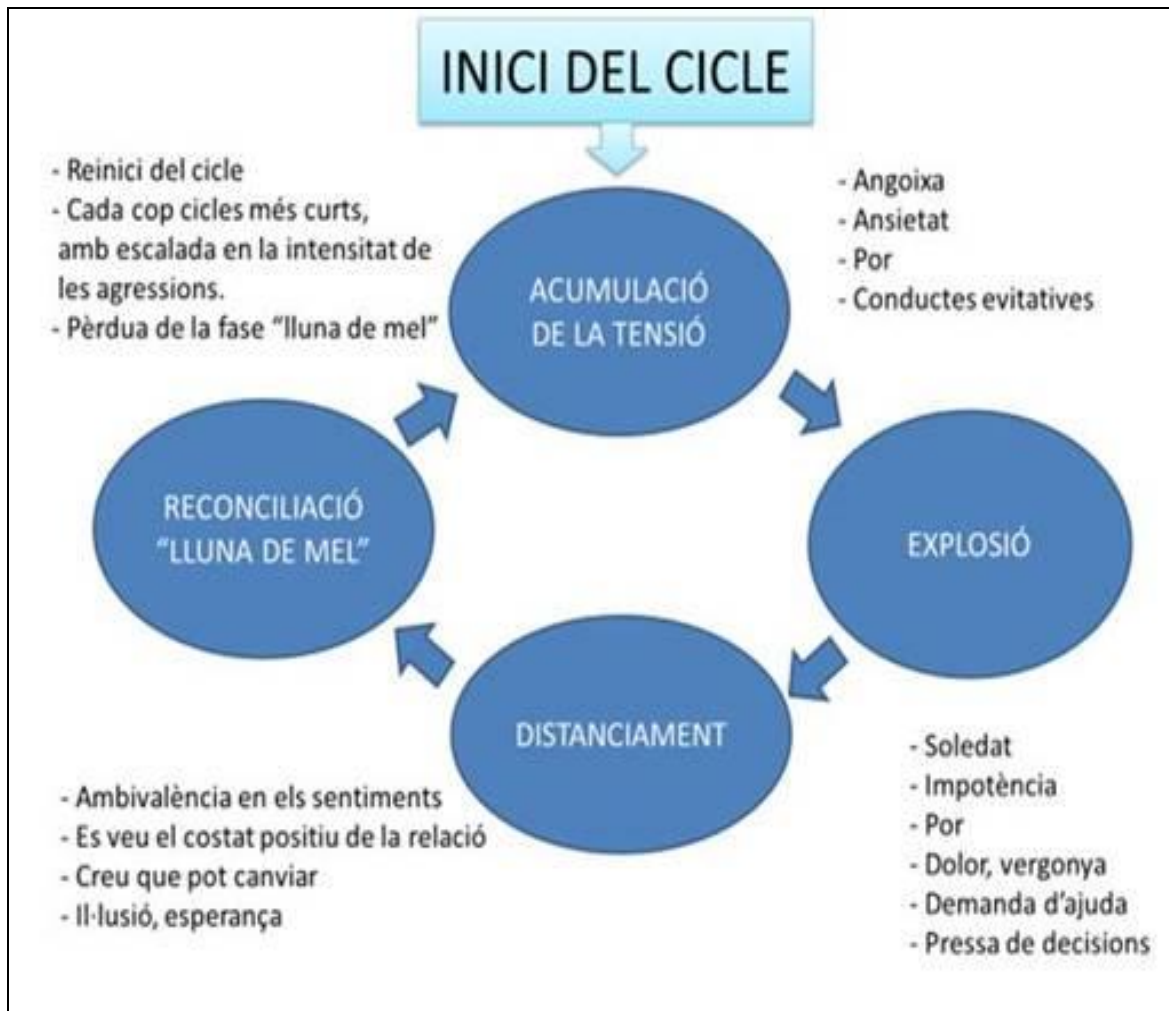 INICI DEL CICLE
- Reinici del cicle
- Cada cop cicles més curts,
amb escalada en la intensitat de
les agressions.
- Pèrdua de la fase “lluna de mel”
- Angoixa
- Ansietat
- Por
- Conductes evitatives
ACUMULACIÓ
DE LA TENSIÓ
RECONCILIACIÓ
“LLUNA DE MEL”
EXPLOSIÓ
DISTANCIAMENT
- Ambivalència en els sentiments
- Es veu el costat positiu de la relació
- Creu que pot canviar
- Il·lusió, esperança
- Soledat
- Impotència
- Por
- Dolor, vergonya
- Demanda d’ajuda
- Pressa de decisions